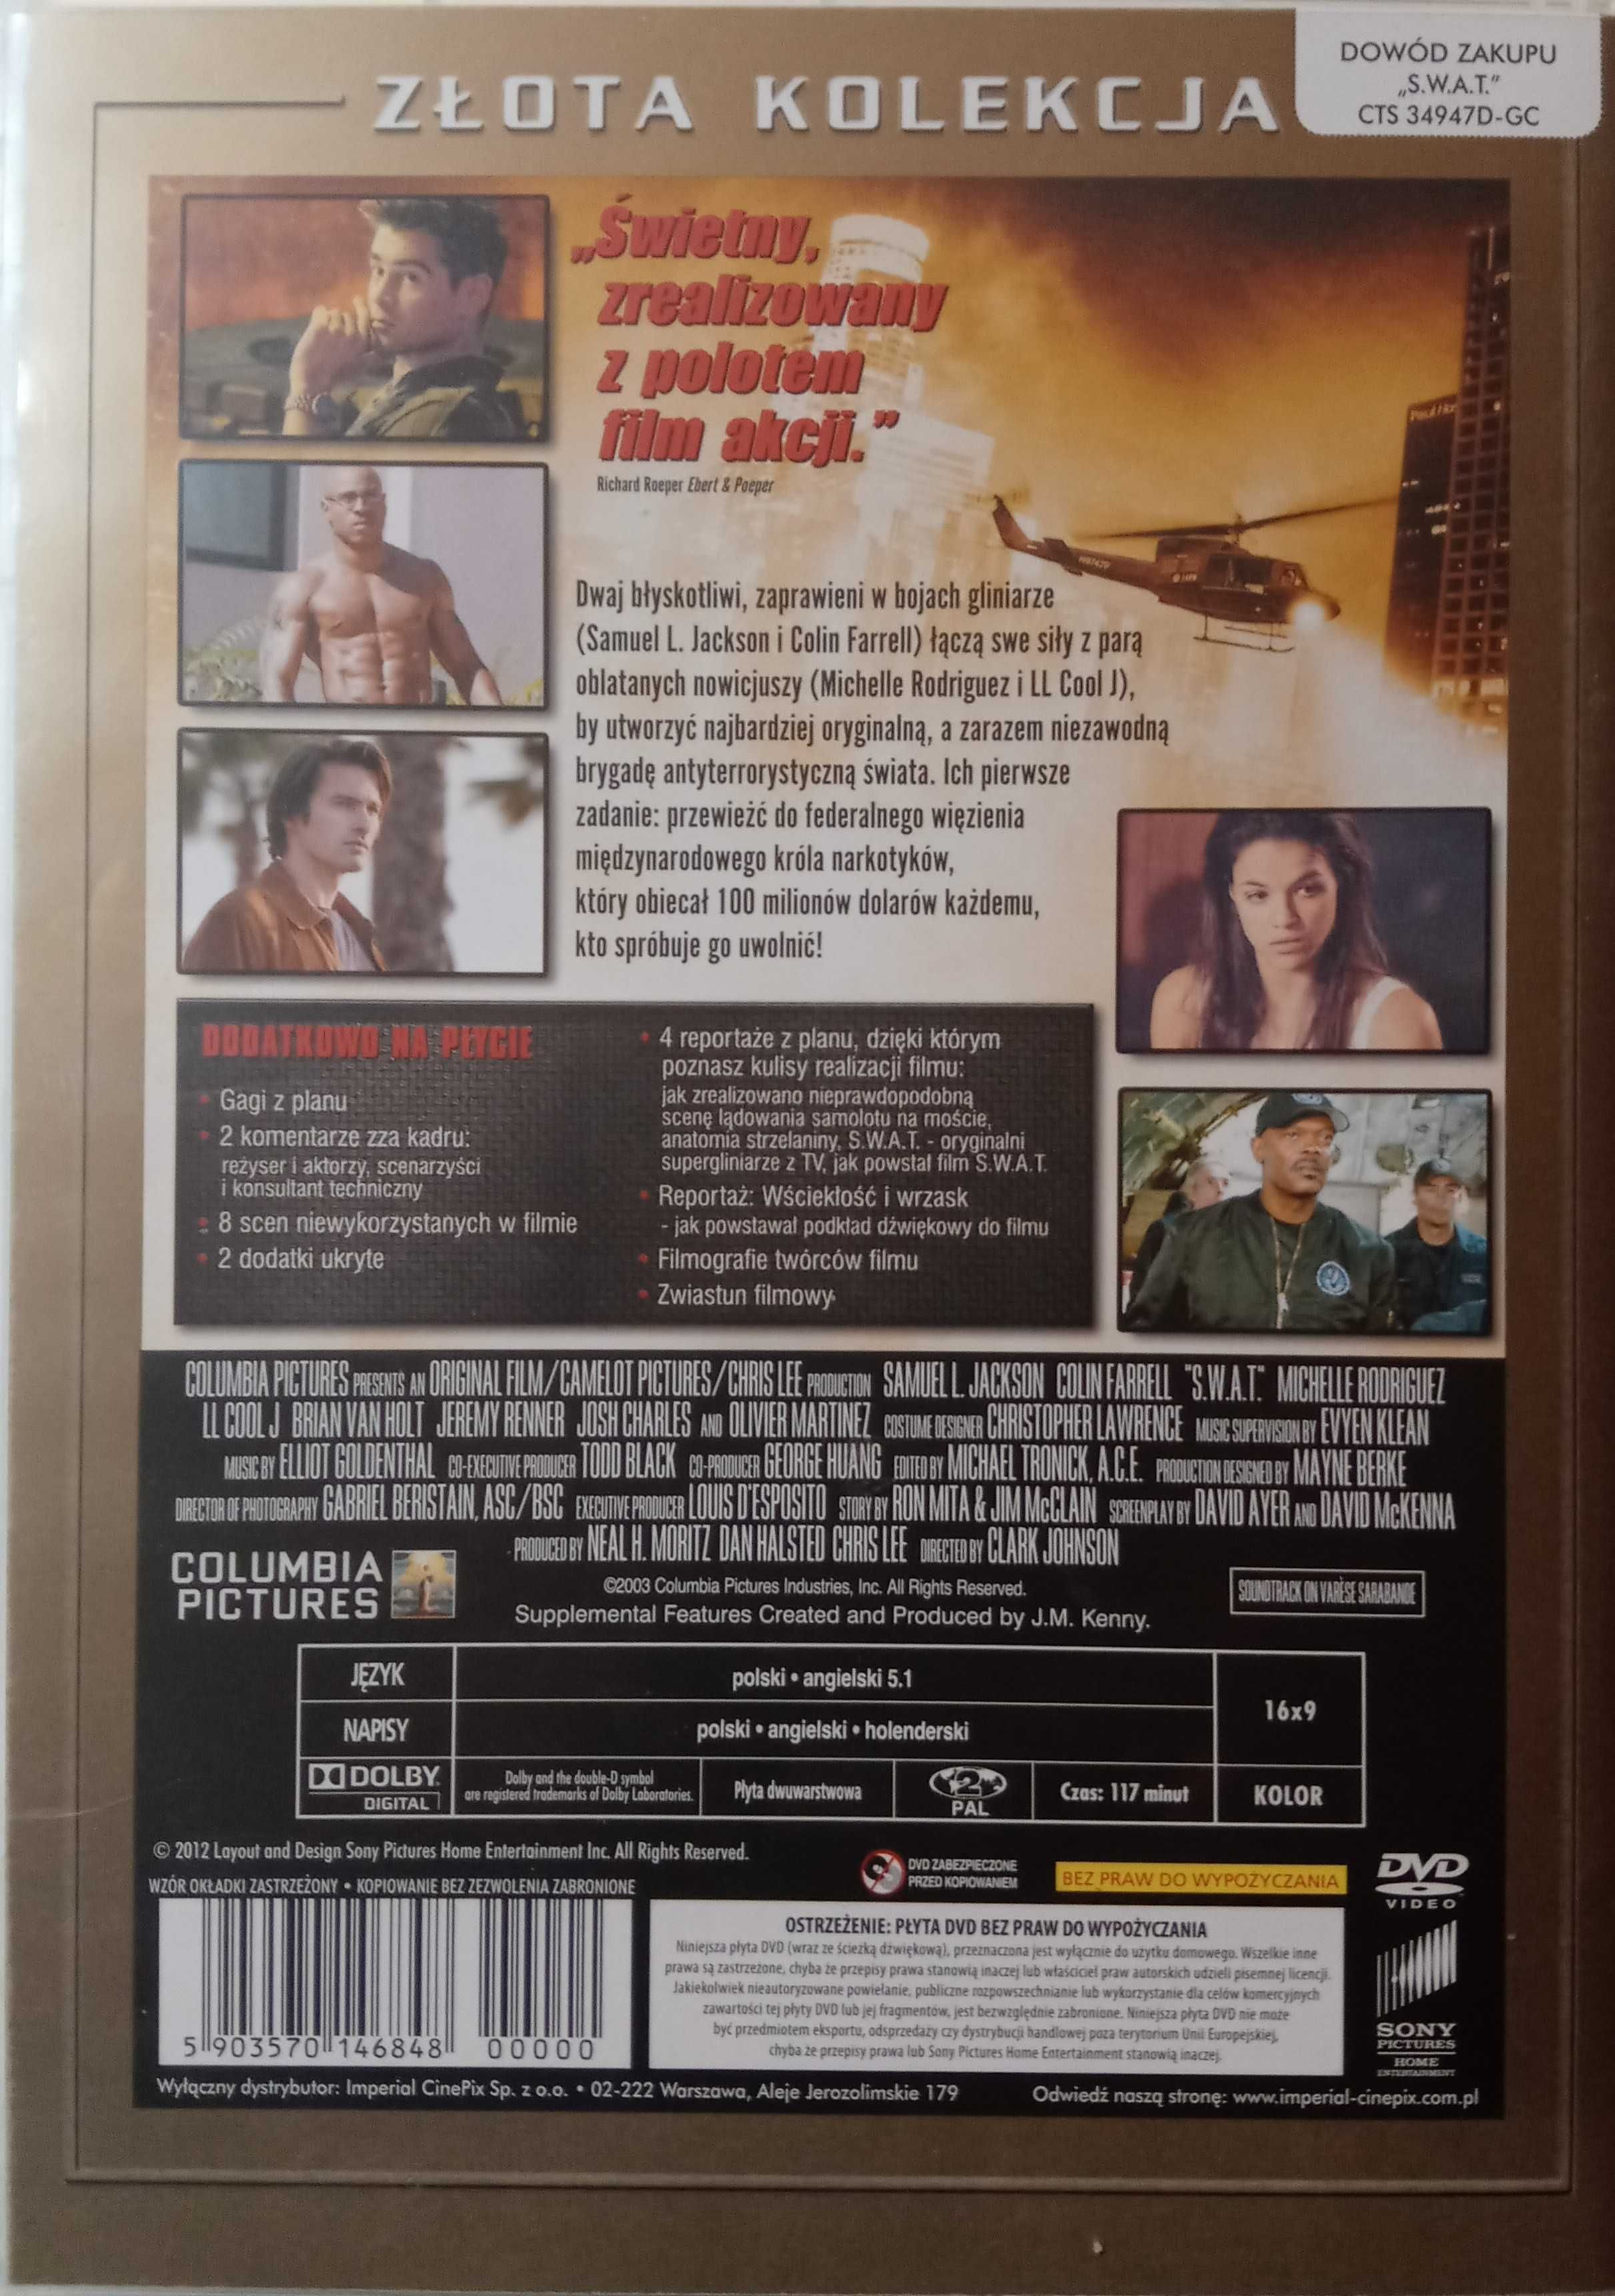 ZŁOTA KOLEKCJA
DOWÓD ZAKUPU
„S.W.A.T.”
CTS 34947D-GC
„Świetny,
zrealizowany
z polotem
film akcji.”
Richard Roeper Ebert & Poeper
Dwaj błyskotliwi, zaprawieni w bojach gliniarze
(Samuel L. Jackson i Colin Farrell) łączą swe siły z parą
oblatanych nowicjuszy (Michelle Rodriguez i LL Cool J),
by utworzyć najbardziej oryginalną, a zarazem niezawodną
brygadę antyterrorystyczną świata. Ich pierwsze
zadanie: przewieźć do federalnego więzienia
międzynarodowego króla narkotyków,
który obiecał 100 milionów dolarów każdemu,
kto spróbuje go uwolnić!
DODATKOWO NA PŁYCIE
• Gagi z planu
• 2 komentarze zza kadru:
reżyser i aktorzy, scenarzyści
i konsultant techniczny
• 8 scen niewykorzystanych w filmie
• 2 dodatki ukryte
• 4 reportaże z planu, dzięki którym
poznasz kulisy realizacji filmu:
jak zrealizowano nieprawdopodobną
scenę lądowania samolotu na moście,
anatomia strzelaniny, S.W.A.T. - oryginalni
supergliniarze z TV, jak powstał film S.W.A.T.
• Reportaż: Wściekłość i wrzask
- jak powstawał podkład dźwiękowy do filmu
• Filmografie twórców filmu
• Zwiastun filmowy
COLUMBIA PICTURES PRESENTS AN ORIGINAL FILM/CAMELOT PICTURES/CHRIS LEE PRODUCTION SAMUEL L. JACKSON COLIN FARRELL "S.W.A.T." MICHELLE RODRIGUEZ
LL COOL J BRIAN VAN HOLT JEREMY RENNER JOSH CHARLES AND OLIVIER MARTINEZ COSTUME DESIGNER CHRISTOPHER LAWRENCE MUSIC SUPERVISION BY EVYEN KLEAN
MUSIC BY ELLIOT GOLDENTHAL CO-EXECUTIVE PRODUCER TODD BLACK CO-PRODUCER GEORGE HUANG EDITED BY MICHAEL TRONICK, A.C.E. PRODUCTION DESIGNED BY MAYNE BERKE
DIRECTOR OF PHOTOGRAPHY GABRIEL BERISTAIN, ASC/BSC EXECUTIVE PRODUCER LOUIS D'ESPOSITO STORY BY RON MITA & JIM McCLAIN SCREENPLAY BY DAVID AYER AND DAVID McKENNA
PRODUCED BY NEAL H. MORITZ DAN HALSTED CHRIS LEE DIRECTED BY CLARK JOHNSON
COLUMBIA
PICTURES
©2003 Columbia Pictures Industries, Inc. All Rights Reserved.
Supplemental Features Created and Produced by J.M. Kenny.
SOUNDTRACK ON VARÈSE SARABANDE
JĘZYK
polski • angielski 5.1
NAPISY
polski • angielski • holenderski
16x9
DOLBY
DIGITAL
Dolby and the double-D symbol
are registered trademarks of Dolby Laboratories.
Płyta dwuwarstwowa
2
PAL
Czas: 117 minut
KOLOR
© 2012 Layout and Design Sony Pictures Home Entertainment Inc. All Rights Reserved.
WZÓR OKŁADKI ZASTRZEŻONY • KOPIOWANIE BEZ ZEZWOLENIA ZABRONIONE
DVD ZABEZPIECZONE
PRZED KOPIOWANIEM
BEZ PRAW DO WYPOŻYCZANIA
DVD
VIDEO
5 903570 146848 00000
OSTRZEŻENIE: PŁYTA DVD BEZ PRAW DO WYPOŻYCZANIA
Niniejsza płyta DVD (wraz ze ścieżką dźwiękową), przeznaczona jest wyłącznie do użytku domowego. Wszelkie inne
prawa są zastrzeżone, chyba że przepisy prawa stanowią inaczej lub właściciel praw autorskich udzieli pisemnej licencji.
Jakiekolwiek nieautoryzowane powielanie, publiczne rozpowszechnianie lub wykorzystanie dla celów komercyjnych
zawartości tej płyty DVD lub jej fragmentów, jest bezwzględnie zabronione. Niniejsza płyta DVD nie może
być przedmiotem eksportu, odsprzedaży czy dystrybucji handlowej poza terytorium Unii Europejskiej,
chyba że przepisy prawa lub Sony Pictures Home Entertainment stanowią inaczej.
SONY
PICTURES
HOME
ENTERTAINMENT
Wyłączny dystrybutor: Imperial CinePix Sp. z o.o. • 02-222 Warszawa, Aleje Jerozolimskie 179
Odwiedź naszą stronę: www.imperial-cinepix.com.pl